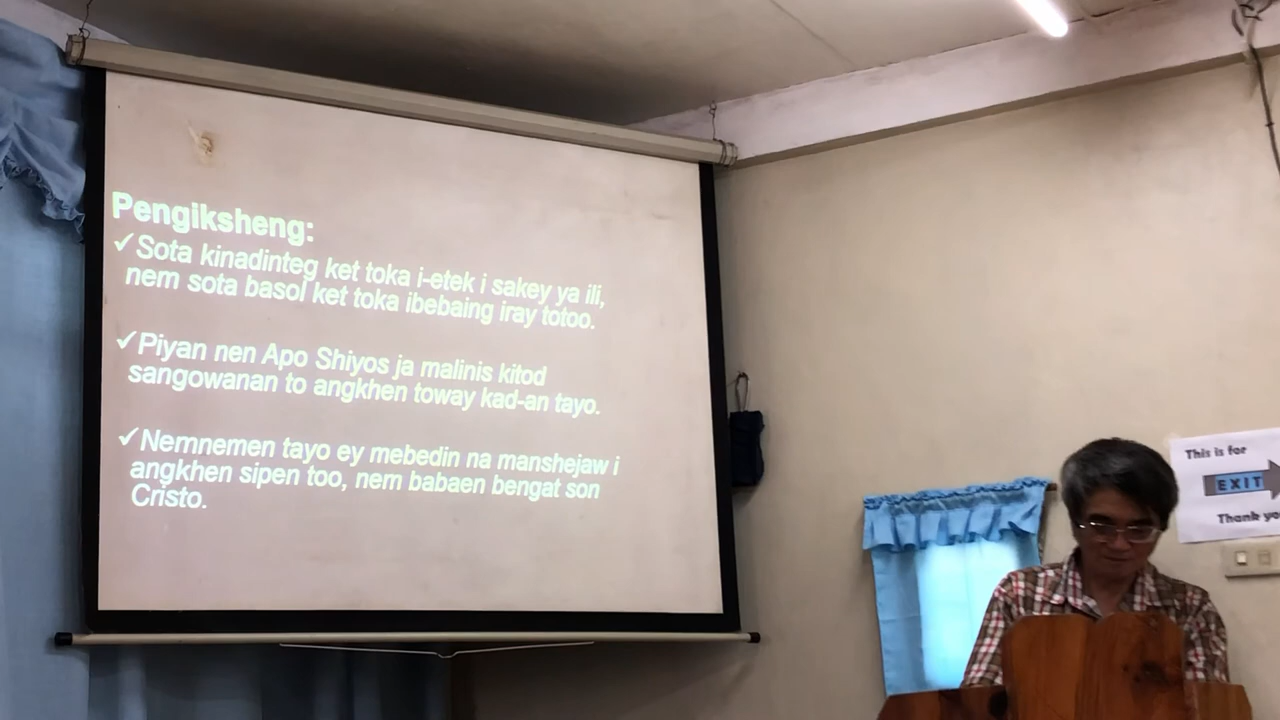 Pengiksheng:
✓Sota kinadinteg ket toka i-etek i sakey ya ili,
nem sota basol ket toka ibebaing iray totoo.
✓Piyan nen Apo Shiyos ja malinis kitod
sangowanan to angkhen toway kad-an tayo.
✓Nemnemen tayo ey mebedin na manshejaw i
angkhen sipen too, nem babaen bengat son
Cristo.
This is for
EXIT
Thank